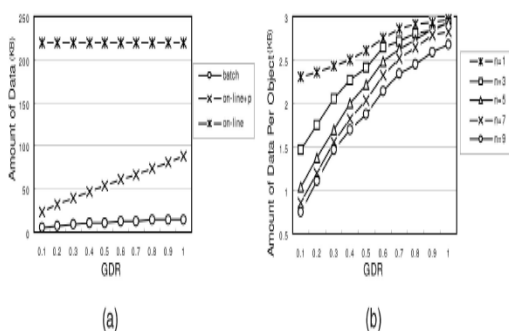 Amount of Data (KB)
250
200
150
100
50
0
0.1 0.2 0.3 0.4 0.5 0.6 0.7 0.8 0.9 1
GDR
batch
on-line+p
on-line
(a)
Amount of Data Per Object(KB)
3
2.5
2
1.5
1
0.5
0.1 0.2 0.3 0.4 0.5 0.6 0.7 0.8 0.9 1
GDR
n=1
n=3
n=5
n=7
n=9
(b)